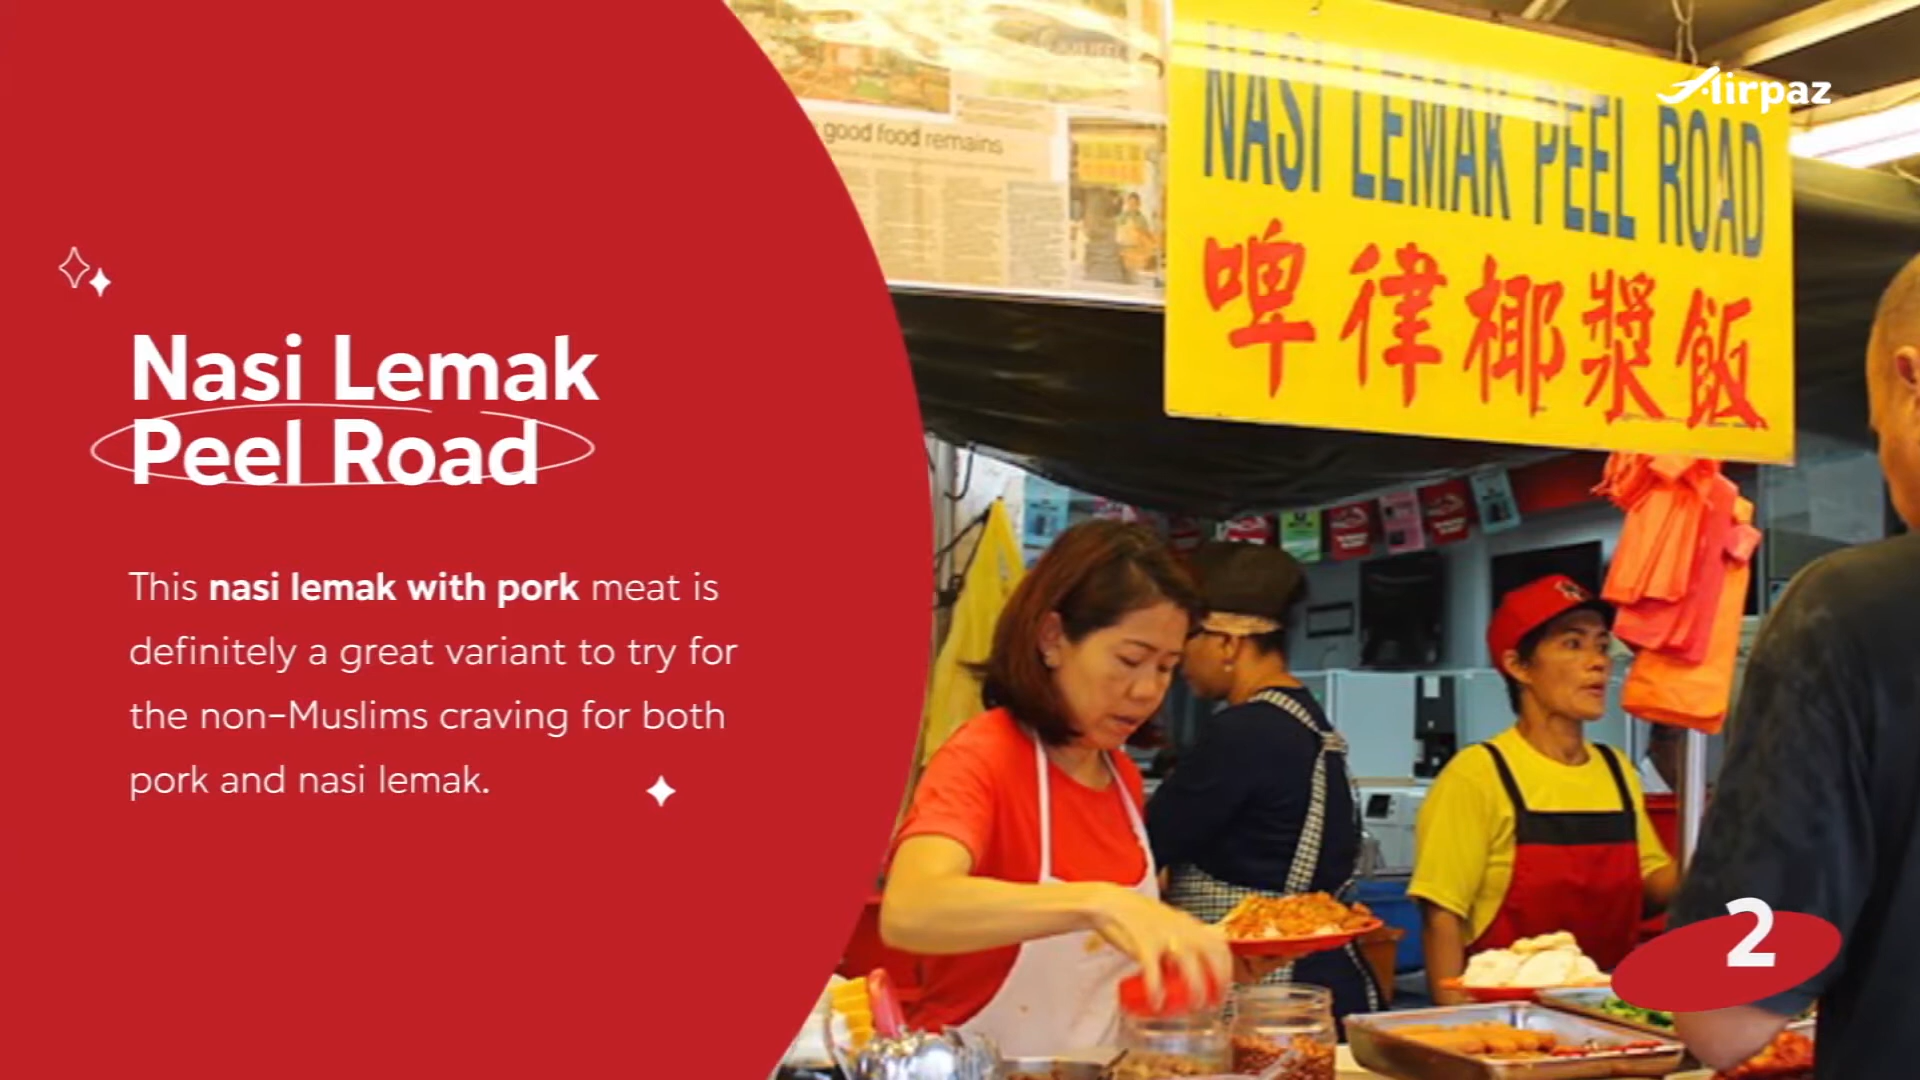 Nasi Lemak
Peel Road
This nasi lemak with pork meat is
definitely a great variant to try for
the non-Muslims craving for both
pork and nasi lemak.
good food remains
NASI LEMAK PEEL ROAD
啤律椰漿飯
Airpaz
2